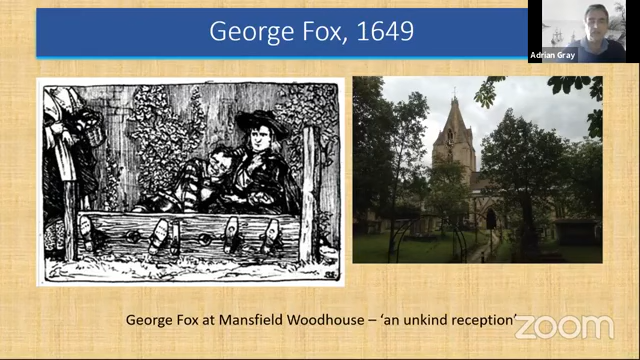 George Fox, 1649
Adrian Gray
George Fox at Mansfield Woodhouse – ‘an unkind reception’
zoom